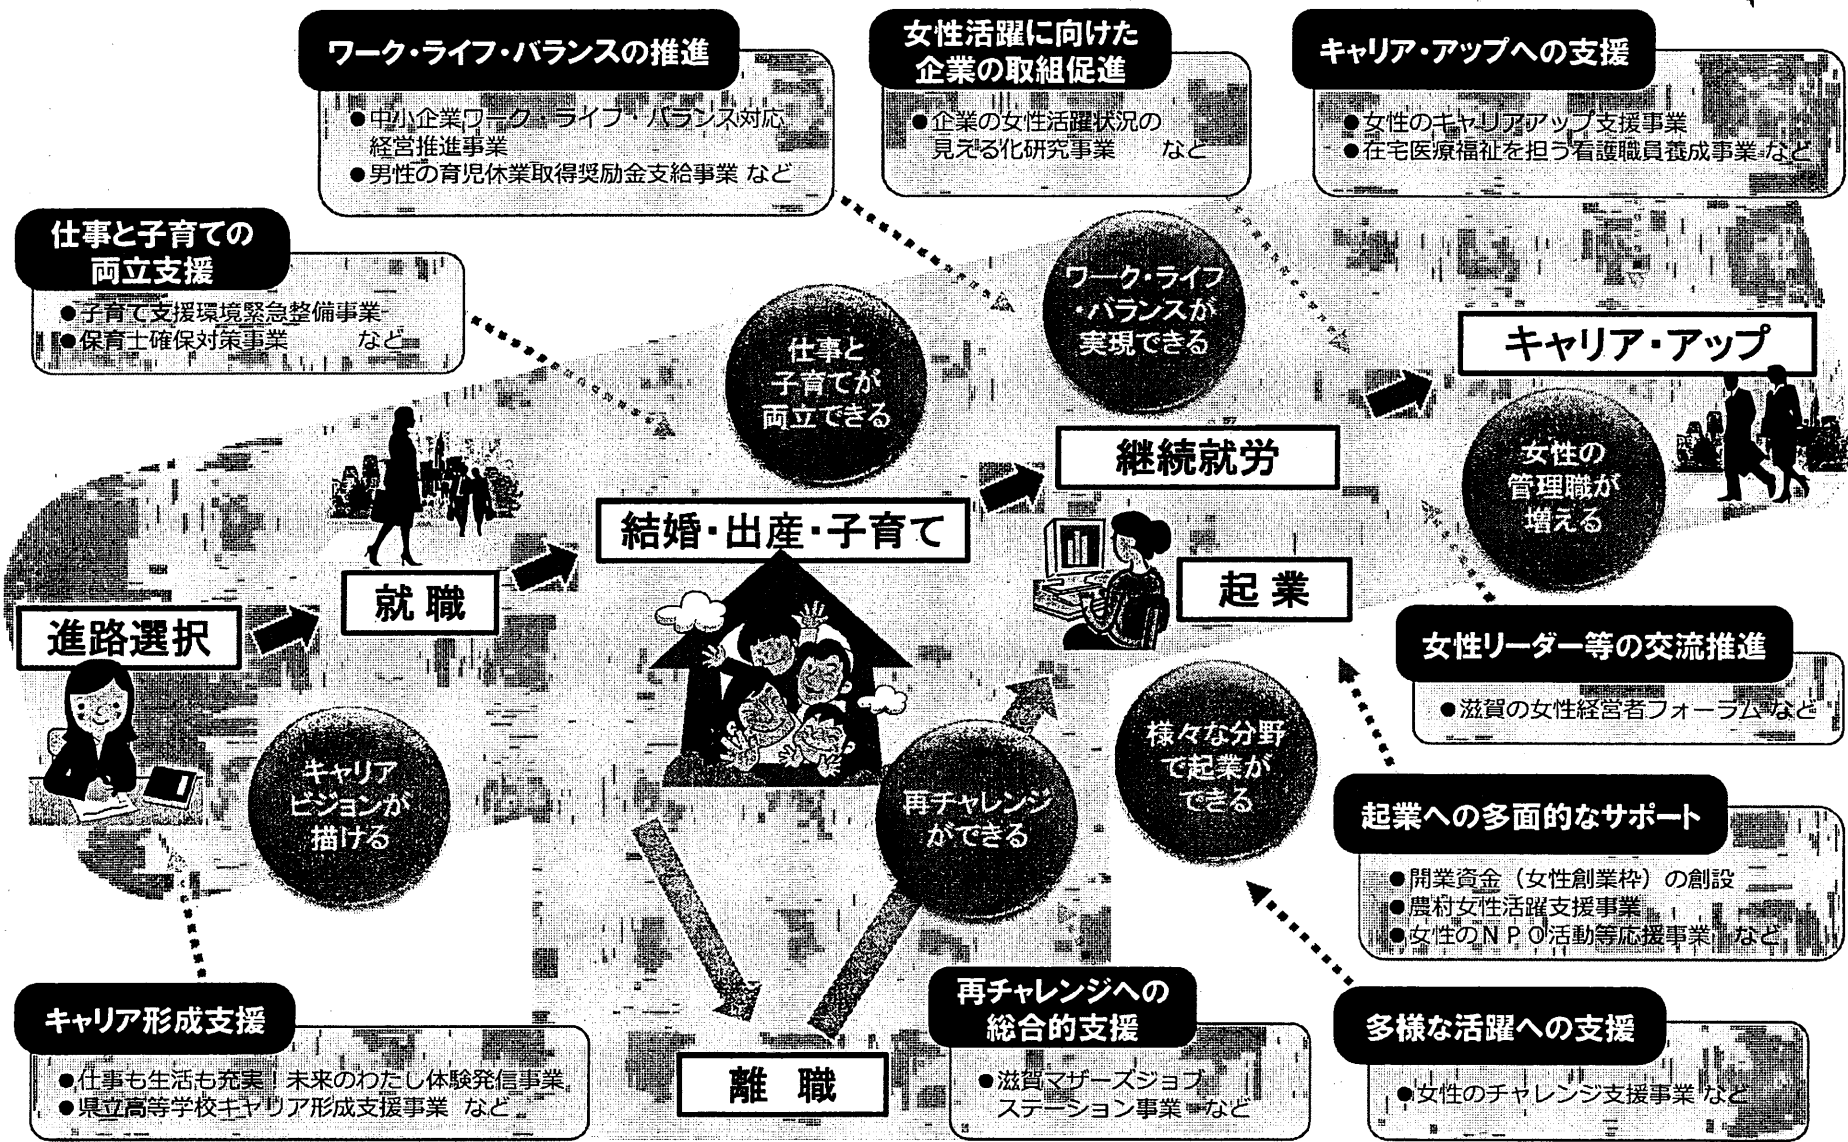 ワーク・ライフ・バランスの推進
●中小企業ワーク・ライフ・バランス対応
経営推進事業
●男性の育児休業取得奨励金支給事業 など
女性活躍に向けた
企業の取組促進
●企業の女性活躍状況の
見える化研究事業 など
キャリア・アップへの支援
●女性のキャリアアップ支援事業
●在宅医療福祉を担う看護職員養成事業 など
仕事と子育ての
両立支援
●子育て支援環境緊急整備事業
●保育士確保対策事業 など
ワーク・ライフ
・バランスが
実現できる
仕事と
子育てが
両立できる
キャリア・アップ
継続就労
女性の
管理職が
増える
結婚・出産・子育て
就職
起業
進路選択
女性リーダー等の交流推進
●滋賀の女性経営者フォーラム など
キャリア
ビジョンが
描ける
再チャレンジ
ができる
様々な分野
で起業が
できる
起業への多面的なサポート
●開業資金（女性創業枠）の創設
●農村女性活躍支援事業
●女性のNPO活動等応援事業 など
キャリア形成支援
●仕事も生活も充実！未来のわたし体験発信事業
●県立高等学校キャリア形成支援事業 など
離職
再チャレンジへの
総合的支援
●滋賀マザーズジョブ
ステーション事業 など
多様な活躍への支援
●女性のチャレンジ支援事業 など